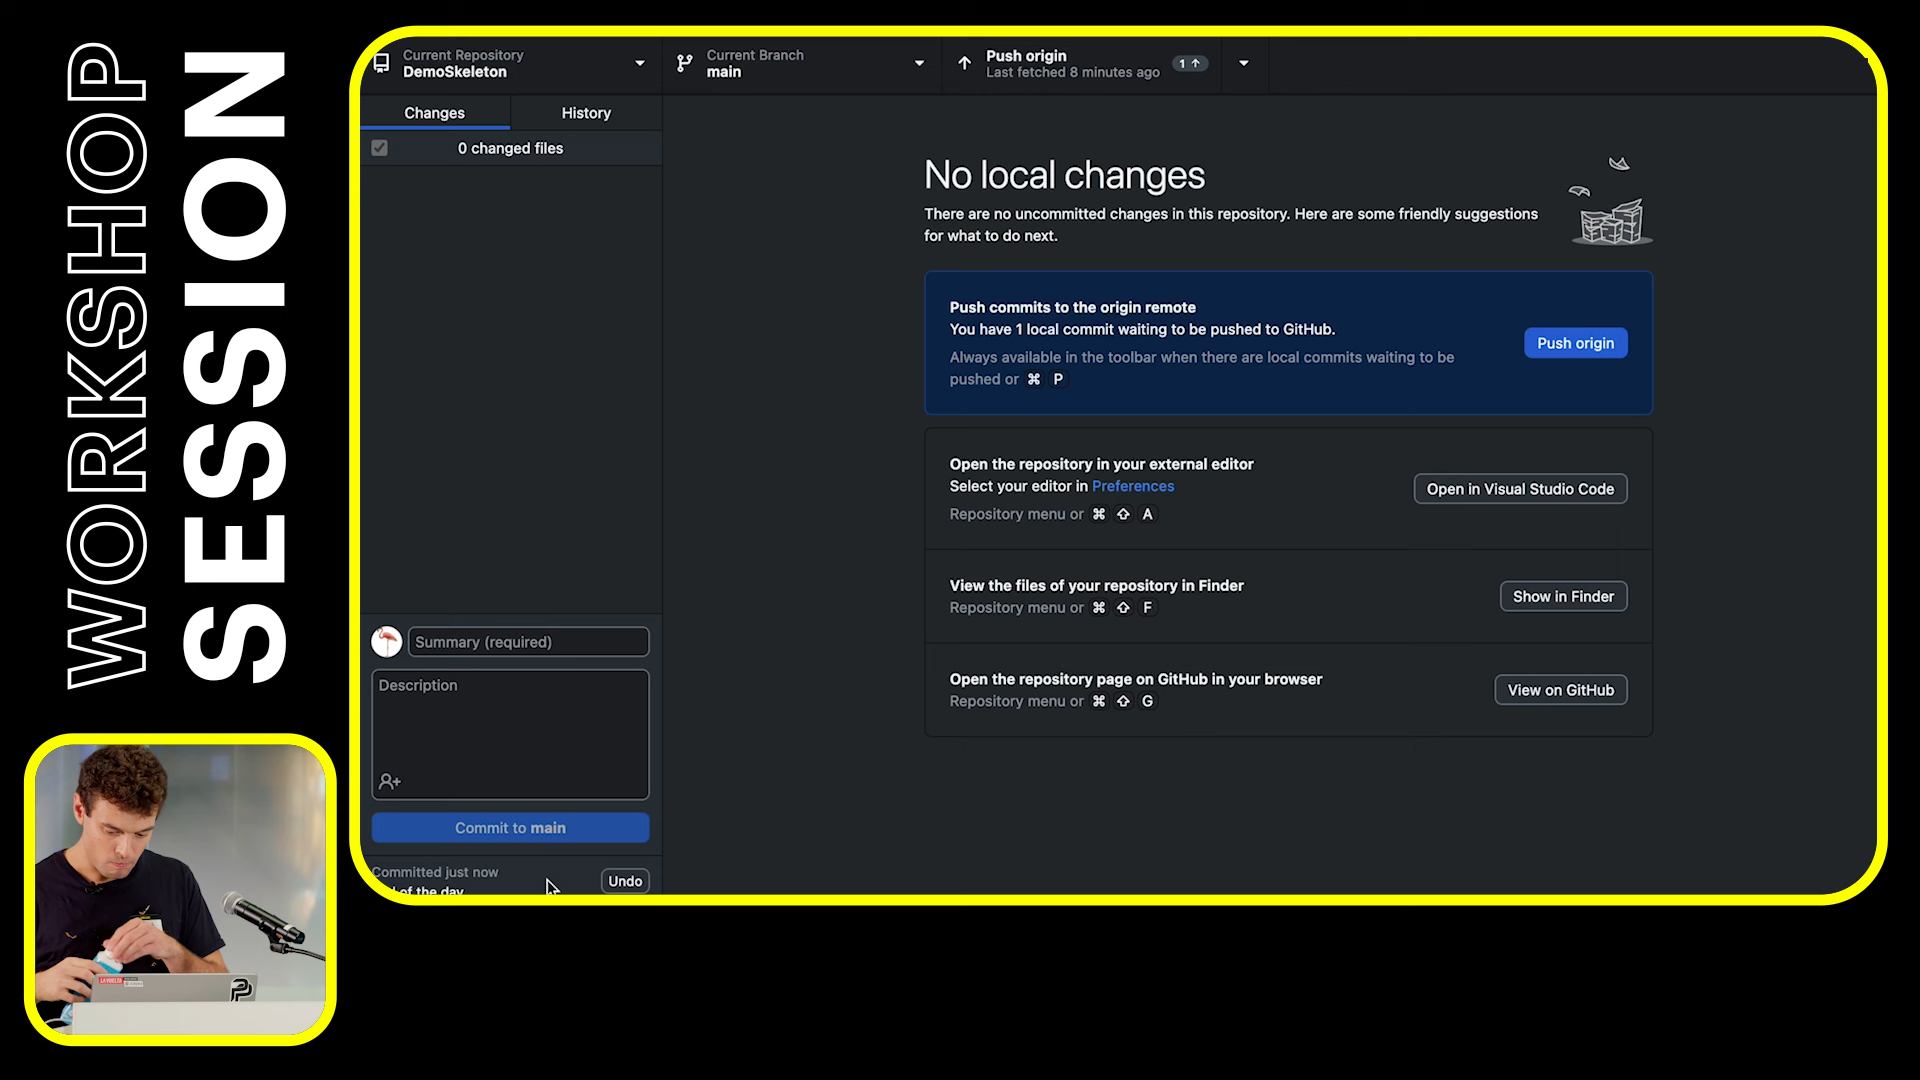 WORKSHOP
SESSION
Current Repository
DemoSkeleton
Current Branch
main
Push origin
Last fetched 8 minutes ago
1
Changes
History
0 changed files
No local changes
There are no uncommitted changes in this repository. Here are some friendly suggestions
for what to do next.
Push commits to the origin remote
You have 1 local commit waiting to be pushed to GitHub.
Always available in the toolbar when there are local commits waiting to be
pushed or ⌘ P
Push origin
Open the repository in your external editor
Select your editor in Preferences
Repository menu or ⌘ ⇧ A
Open in Visual Studio Code
View the files of your repository in Finder
Repository menu or ⌘ ⇧ F
Show in Finder
Open the repository page on GitHub in your browser
Repository menu or ⌘ ⇧ G
View on GitHub
Summary (required)
Description
Commit to main
Committed just now
of the day
Undo